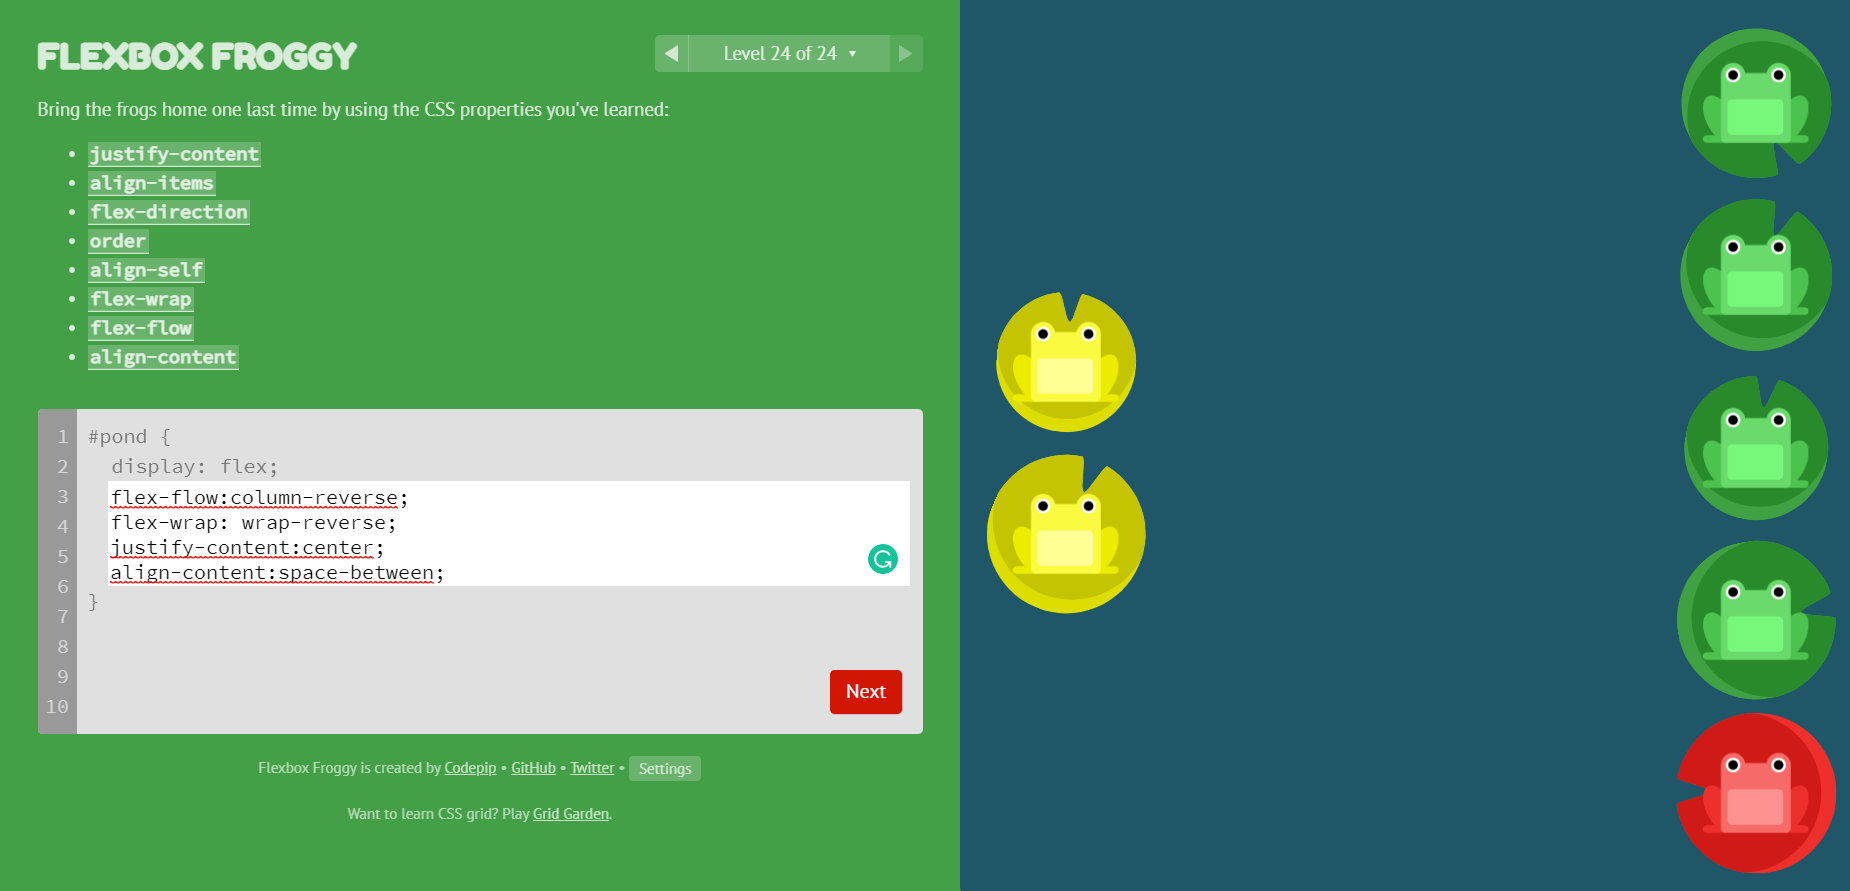 FLEXBOX FROGGY
◀ Level 24 of 24 ▼ ▶
Bring the frogs home one last time by using the CSS properties you've learned:
• justify-content
• align-items
• flex-direction
• order
• align-self
• flex-wrap
• flex-flow
• align-content
1 #pond {
2 display: flex;
3 flex-flow:column-reverse;
4 flex-wrap: wrap-reverse;
5 justify-content:center;
6 align-content:space-between;
7 }
8
9
10
Next
Flexbox Froggy is created by Codepip • GitHub • Twitter • Settings
Want to learn CSS grid? Play Grid Garden.